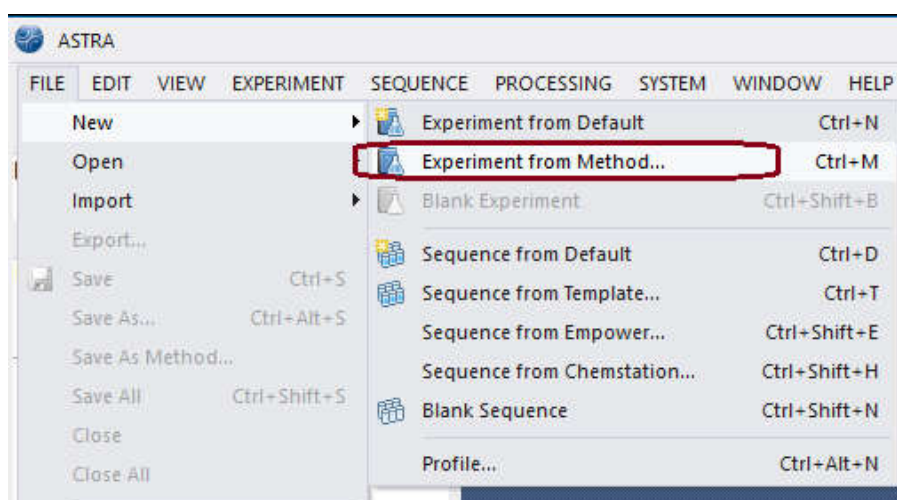 ASTRA
FILE EDIT VIEW EXPERIMENT SEQUENCE PROCESSING SYSTEM WINDOW HELP
New
Open
Import
Export...
Save Ctrl+S
Save As... Ctrl+Alt+S
Save As Method...
Save All Ctrl+Shift+S
Close
Close All
Experiment from Default Ctrl+N
Experiment from Method... Ctrl+M
Blank Experiment Ctrl+Shift+B
Sequence from Default Ctrl+D
Sequence from Template... Ctrl+T
Sequence from Empower... Ctrl+Shift+E
Sequence from Chemstation... Ctrl+Shift+H
Blank Sequence Ctrl+Shift+N
Profile... Ctrl+Alt+N